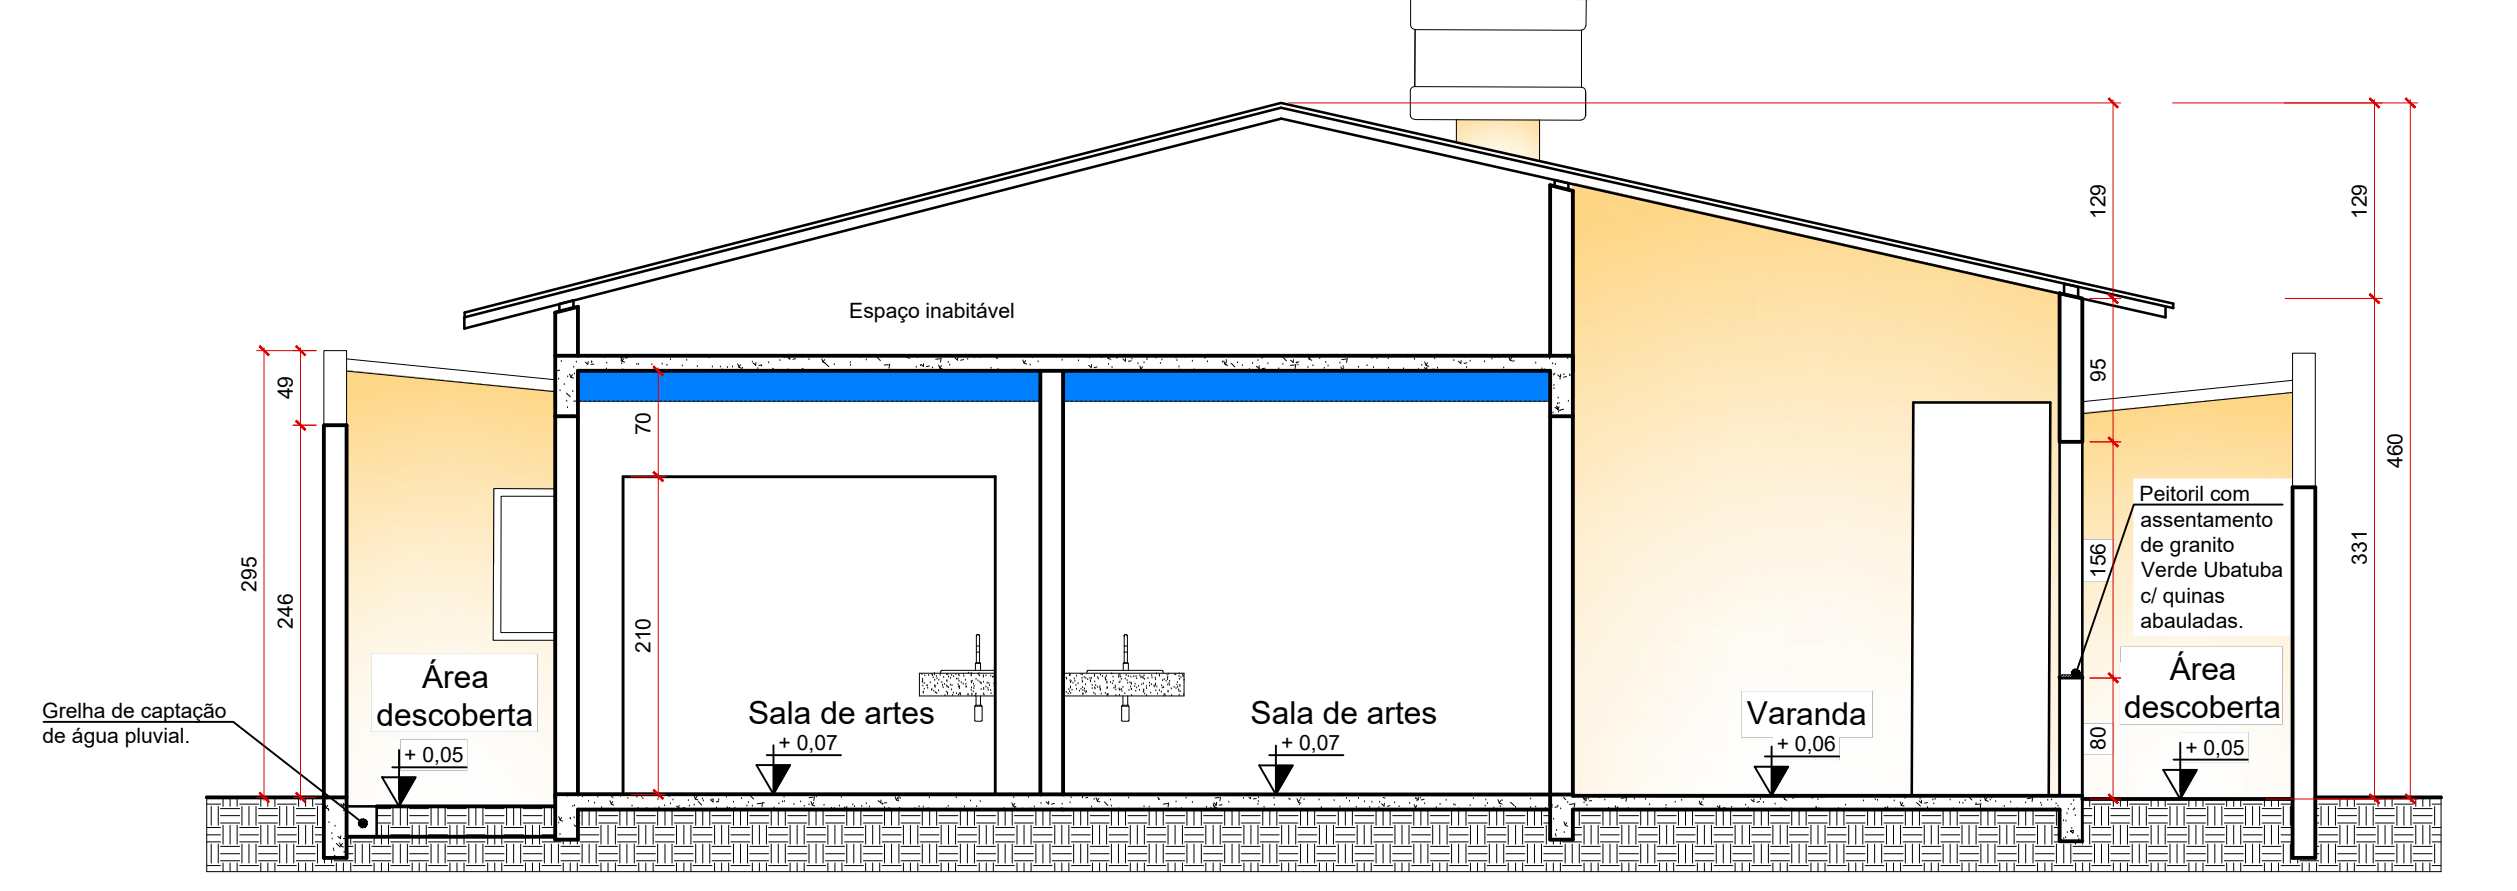 129
129
Espaço inabitável
49
95
70
460
Peitoril com
assentamento
de granito
Verde Ubatuba
c/ quinas
abauladas.
331
156
295
246
210
Área
descoberta
Área
descoberta
Grelha de captação
de água pluvial.
Sala de artes
Sala de artes
Varanda
80
+ 0,05
+ 0,07
+ 0,07
+ 0,06
+ 0,05